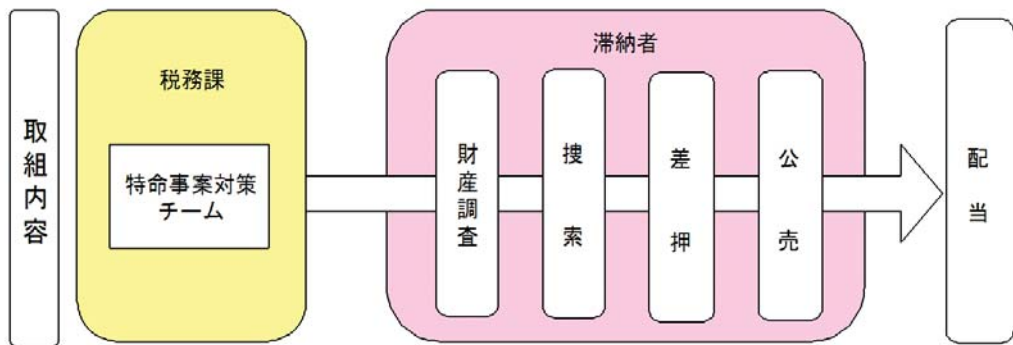 取組内容
税務課
特命事案対策
チーム
滞納者
財産調査
捜索
差押
公売
配当